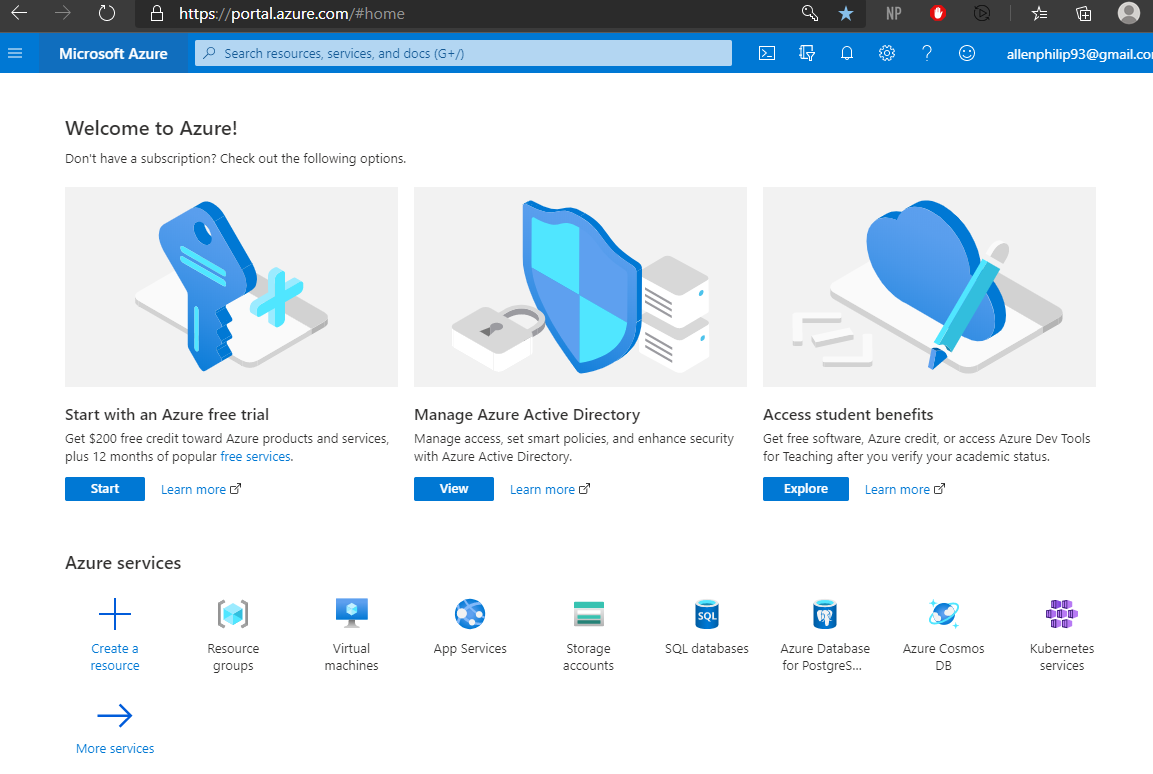 https://portal.azure.com/#home
NP
Microsoft Azure
Search resources, services, and docs (G+/)
allenphilip93@gmail.co
Welcome to Azure!
Don't have a subscription? Check out the following options.
Start with an Azure free trial
Get $200 free credit toward Azure products and services,
plus 12 months of popular free services.
Start
Learn more
Manage Azure Active Directory
Manage access, set smart policies, and enhance security
with Azure Active Directory.
View
Learn more
Access student benefits
Get free software, Azure credit, or access Azure Dev Tools
for Teaching after you verify your academic status.
Explore
Learn more
Azure services
Create a
resource
Resource
groups
Virtual
machines
App Services
Storage
accounts
SQL
SQL databases
Azure Database
for PostgreS...
Azure Cosmos
DB
Kubernetes
services
More services